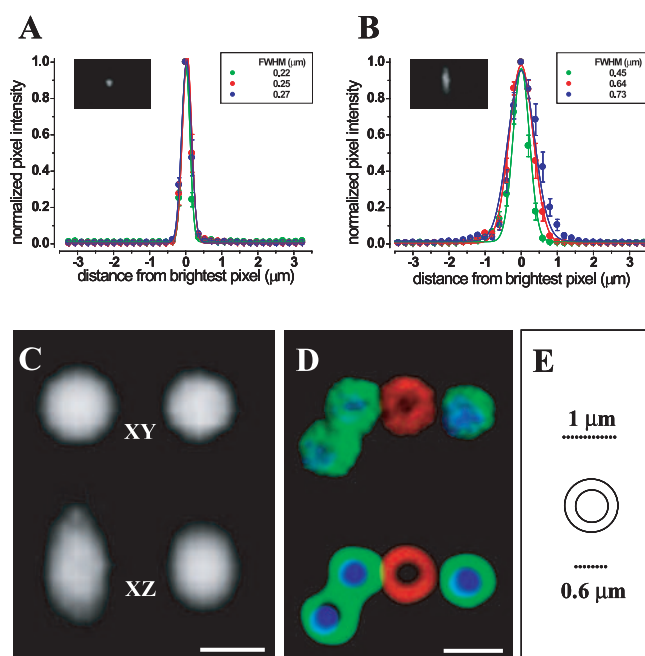 A
normalized pixel intensity
1.0
0.8
0.6
0.4
0.2
0.0
FWHM (μm)
0.22
0.25
0.27
-3 -2 -1 0 1 2 3
distance from brightest pixel (μm)
B
normalized pixel intensity
1.0
0.8
0.6
0.4
0.2
0.0
FWHM (μm)
0.45
0.64
0.73
-3 -2 -1 0 1 2 3
distance from brightest pixel (μm)
C
XY
XZ
D
E
1 μm
0.6 μm